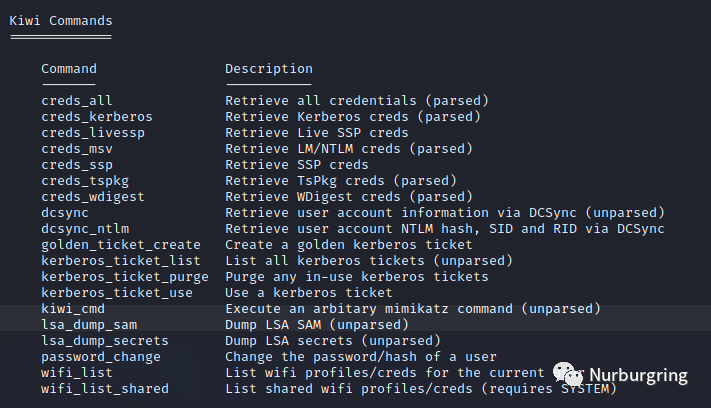 Kiwi Commands
=============
Command Description
------- -----------
creds_all Retrieve all credentials (parsed)
creds_kerberos Retrieve Kerberos creds (parsed)
creds_livessp Retrieve Live SSP creds
creds_msv Retrieve LM/NTLM creds (parsed)
creds_ssp Retrieve SSP creds
creds_tspkg Retrieve TsPkg creds (parsed)
creds_wdigest Retrieve WDigest creds (parsed)
dcsync Retrieve user account information via DCSync (unparsed)
dcsync_ntlm Retrieve user account NTLM hash, SID and RID via DCSync
golden_ticket_create Create a golden kerberos ticket
kerberos_ticket_list List all kerberos tickets (unparsed)
kerberos_ticket_purge Purge any in-use kerberos tickets
kerberos_ticket_use Use a kerberos ticket
kiwi_cmd Execute an arbitary mimikatz command (unparsed)
lsa_dump_sam Dump LSA SAM (unparsed)
lsa_dump_secrets Dump LSA secrets (unparsed)
password_change Change the password/hash of a user
wifi_list List wifi profiles/creds for the current
wifi_list_shared List shared wifi profiles/creds (requires SYSTEM)
Nurburgring